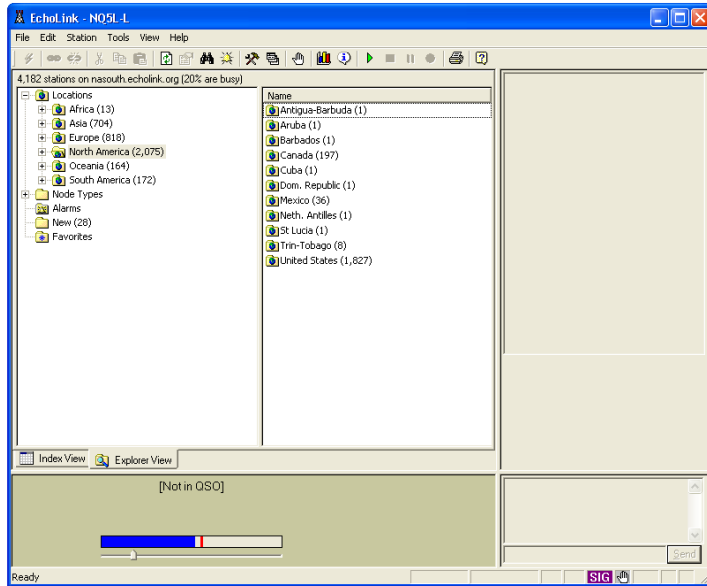 EchoLink - NQ5L-L
File Edit Station Tools View Help
4,182 stations on nasouth.echolink.org (20% are busy)
Locations
Africa (13)
Asia (704)
Europe (818)
North America (2,075)
Oceania (164)
South America (172)
Node Types
Alarms
New (28)
Favorites
Name
Antigua-Barbuda (1)
Aruba (1)
Barbados (1)
Canada (197)
Cuba (1)
Dom. Republic (1)
Mexico (36)
Neth. Antilles (1)
St Lucia (1)
Trin-Tobago (8)
United States (1,827)
Index View Explorer View
[Not in QSO]
Send
Ready SIG